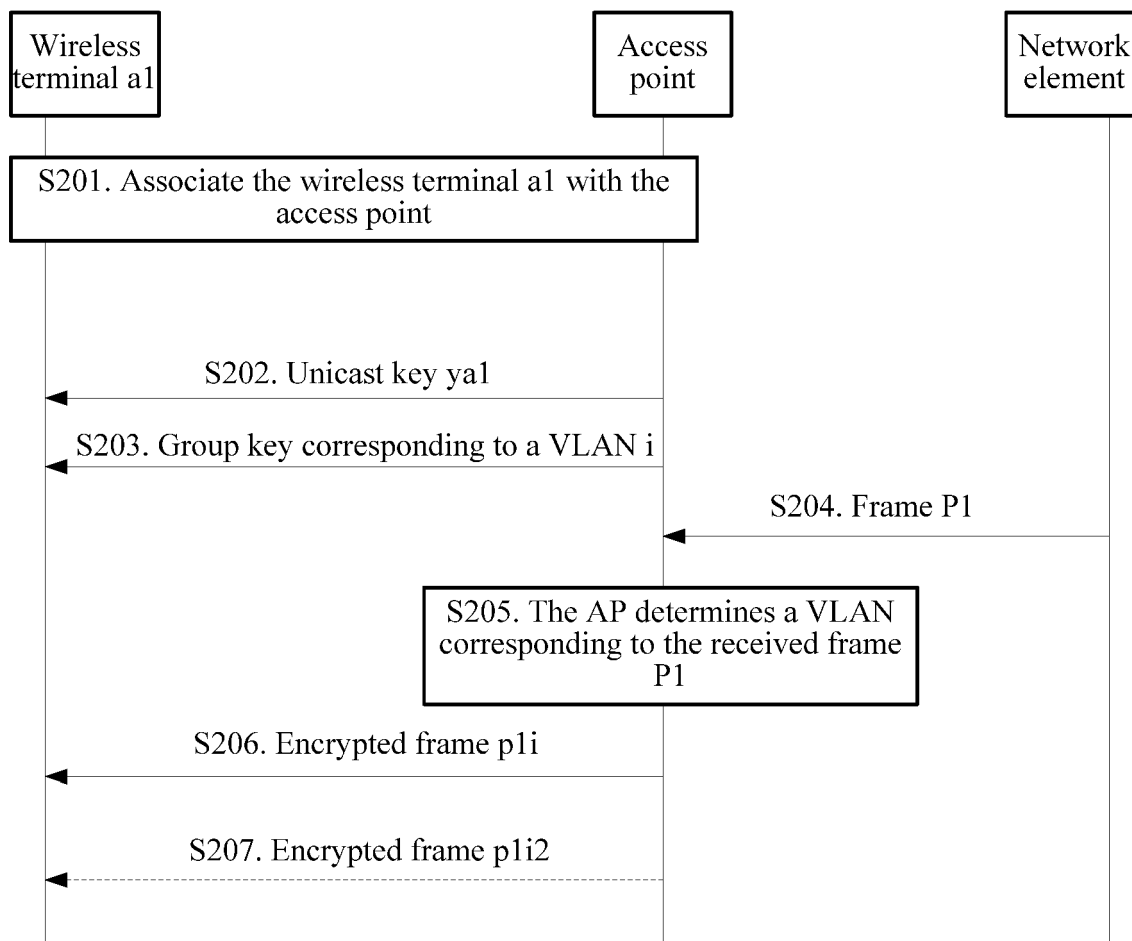 Wireless
terminal a1
Access
point
Network
element
S201. Associate the wireless terminal a1 with the
access point
S202. Unicast key ya1
S203. Group key corresponding to a VLAN i
S204. Frame P1
S205. The AP determines a VLAN
corresponding to the received frame
P1
S206. Encrypted frame p1i
S207. Encrypted frame p1i2